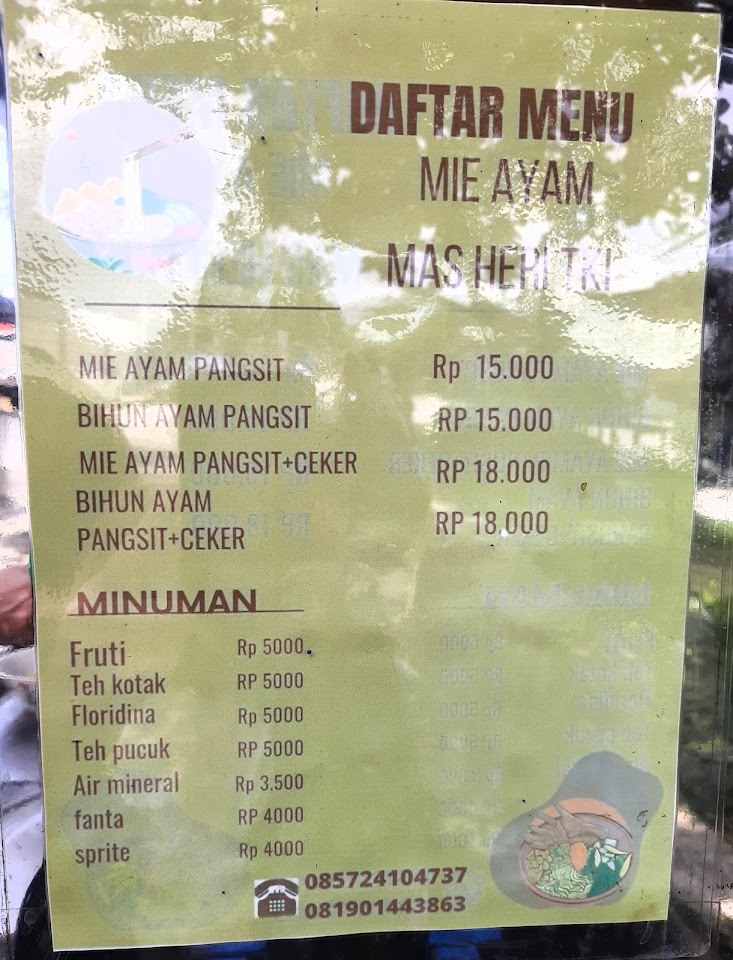 DAFTAR MENU
MIE AYAM
MAS HERI TKI
MIE AYAM PANGSIT Rp 15.000
BIHUN AYAM PANGSIT RP 15.000
MIE AYAM PANGSIT+CEKER RP 18.000
BIHUN AYAM
PANGSIT+CEKER RP 18.000
MINUMAN
Fruti Rp 5000
Teh kotak RP 5000
Floridina Rp 5000
Teh pucuk RP 5000
Air mineral Rp 3.500
fanta RP 4000
sprite Rp 4000
085724104737
081901443863